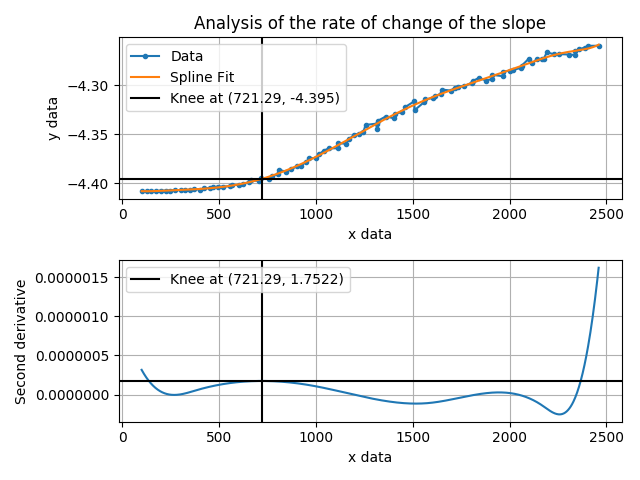 Analysis of the rate of change of the slope
Data
Spline Fit
Knee at (721.29, -4.395)
y data
−4.30
−4.35
−4.40
0 500 1000 1500 2000 2500
x data
Knee at (721.29, 1.7522)
Second derivative
0.0000015
0.0000010
0.0000005
0.0000000
0 500 1000 1500 2000 2500
x data